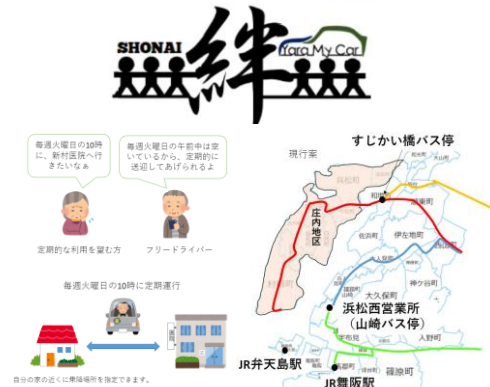 SHONAI
絆
Yara My Car
毎週火曜日の10時
に、新村医院へ行
きたいなぁ
毎週火曜日の午前中は空
いているから、定期的に
送迎してあげられるよ
定期的な利用を望む方
フリードライバー
毎週火曜日の10時に定期運行
医院
自分の家の近くに乗降場所を指定できます。
すじかい橋バス停
現行案
庄内地区
佐浜町
伊左地町
神ケ谷町
大久保町
浜松西営業所
(山崎バス停)
入野町
JR弁天島駅
篠原町
JR舞阪駅